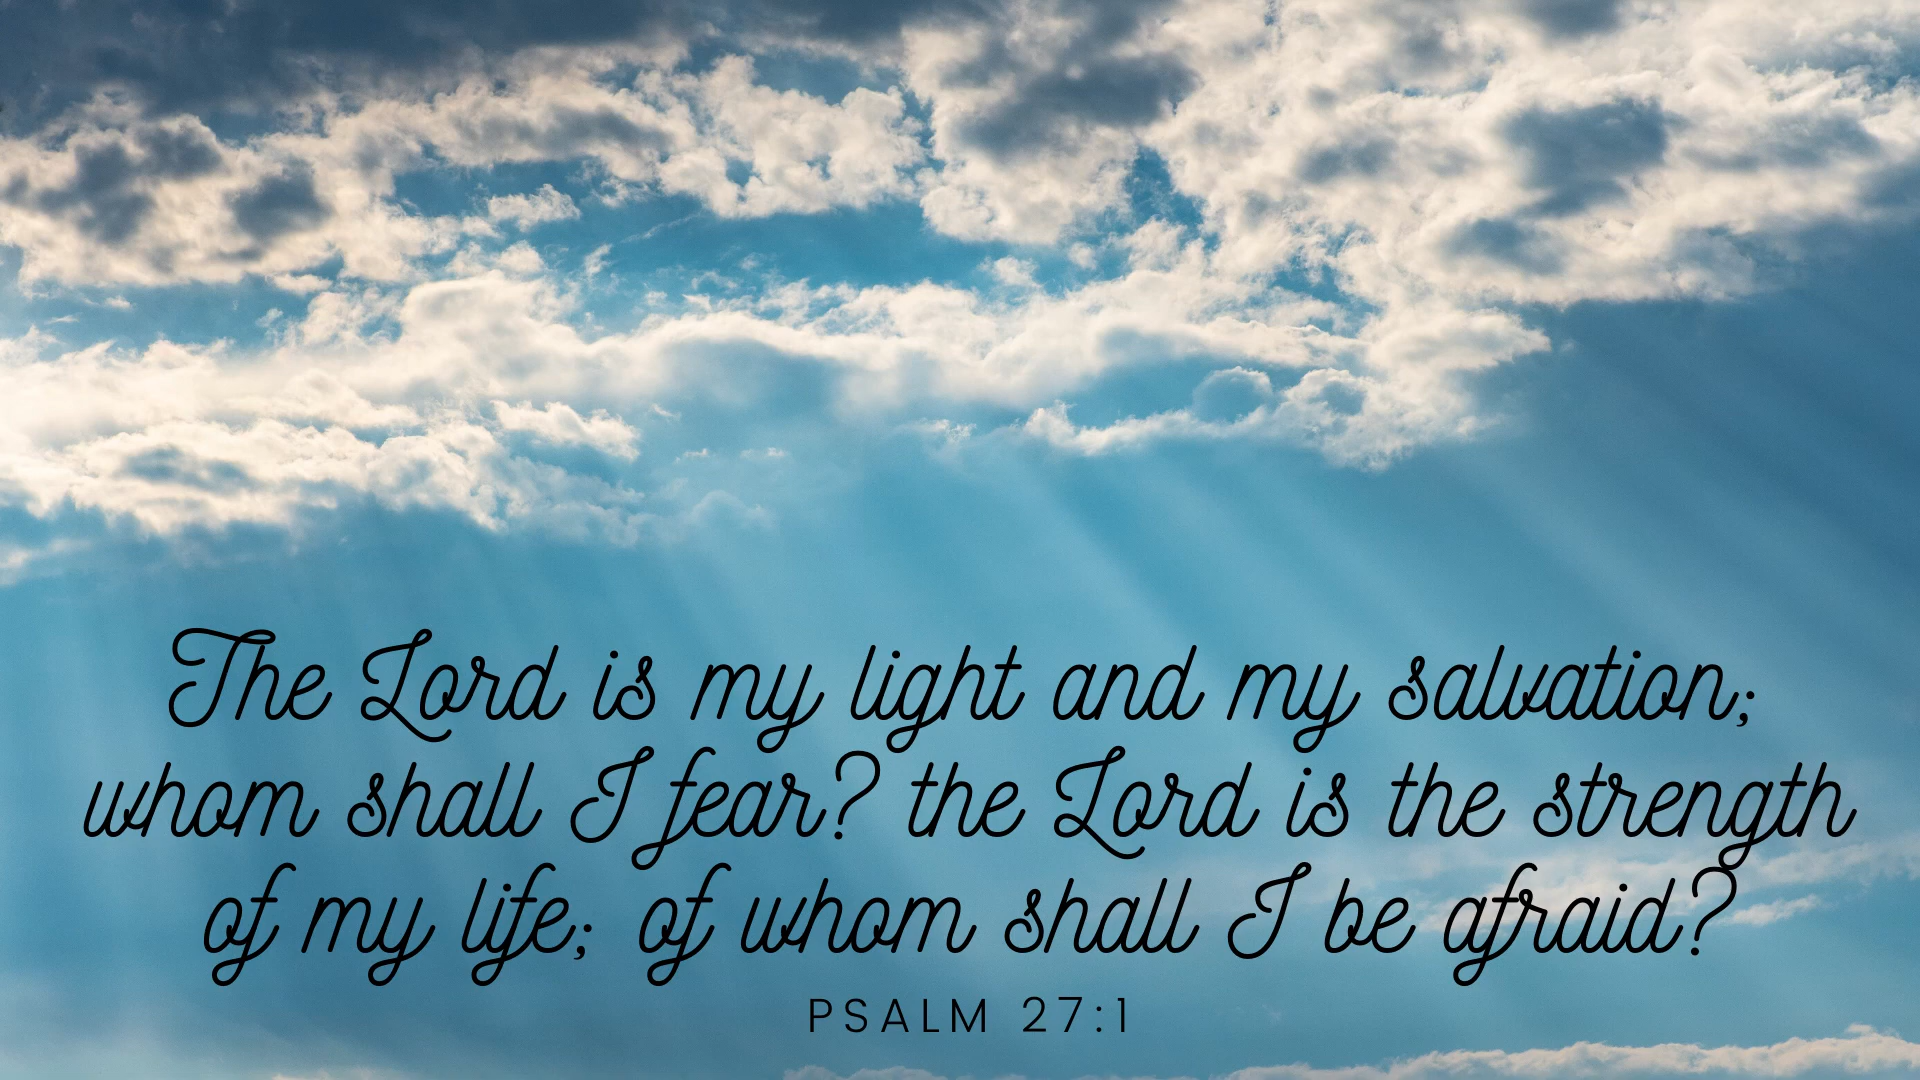 The Lord is my light and my salvation;
whom shall I fear? the Lord is the strength
of my life; of whom shall I be afraid?
PSALM 27:1